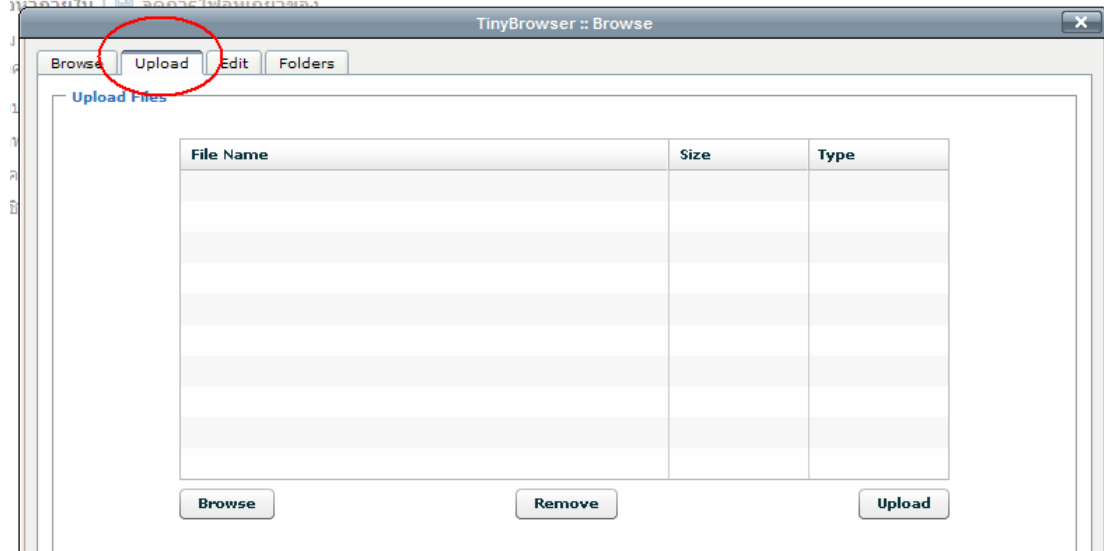 TinyBrowser :: Browse
Browse Upload Edit Folders
Upload Files
File Name Size Type
Browse Remove Upload